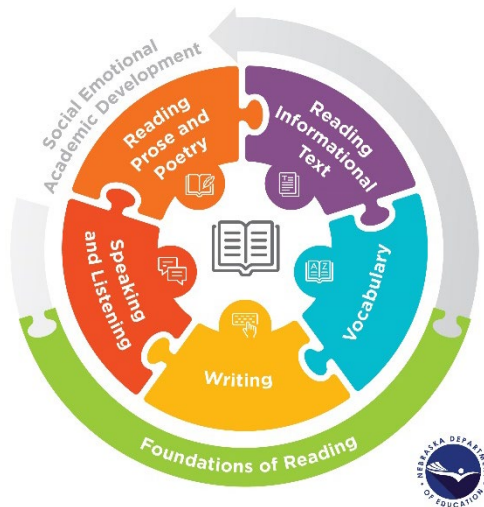 Social Emotional
Academic Development
Reading
Prose and
Poetry
Reading
Informational
Text
Speaking
and Listening
A Z
Vocabulary
Writing
Foundations of Reading
NEBRASKA DEPARTM
OF EDUCATION